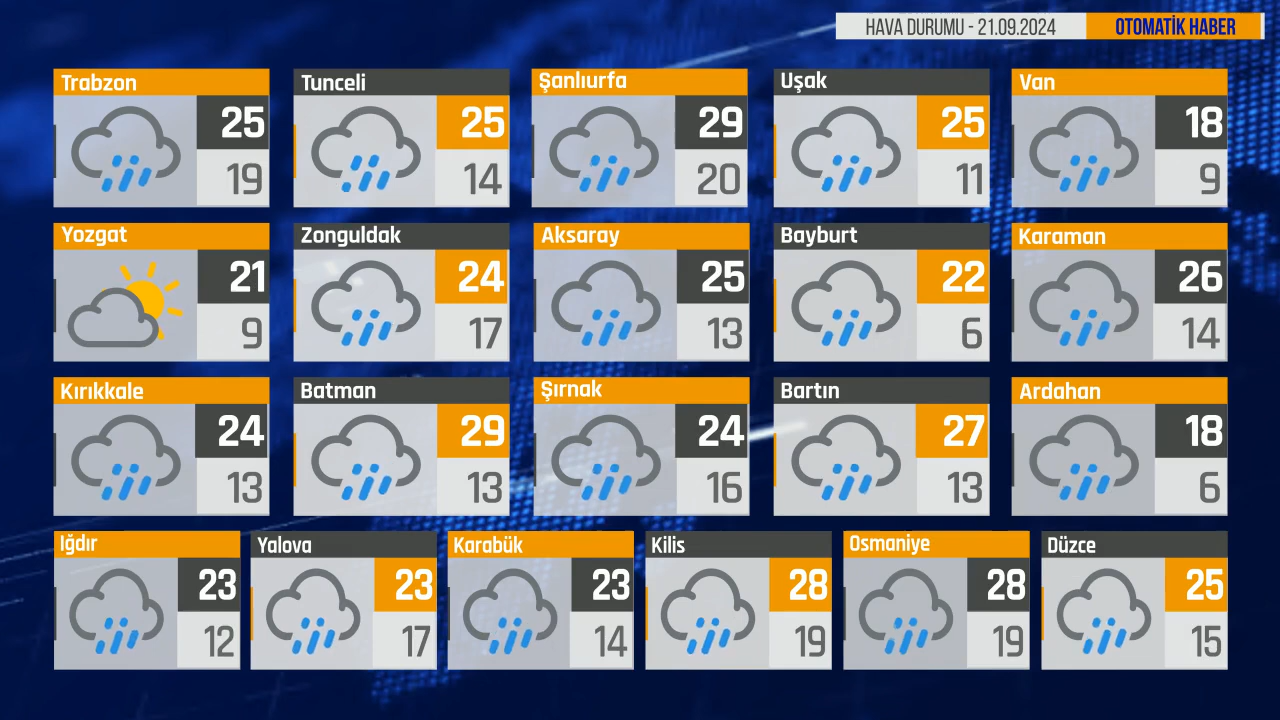 HAVA DURUMU - 21.09.2024 OTOMATİK HABER
Trabzon 25 19
Tunceli 25 14
Şanlıurfa 29 20
Uşak 25 11
Van 18 9
Yozgat 21 9
Zonguldak 24 17
Aksaray 25 13
Bayburt 22 6
Karaman 26 14
Kırıkkale 24 13
Batman 29 13
Şırnak 24 16
Bartın 27 13
Ardahan 18 6
Iğdır 23 12
Yalova 23 17
Karabük 23 14
Kilis 28 19
Osmaniye 28 19
Düzce 25 15